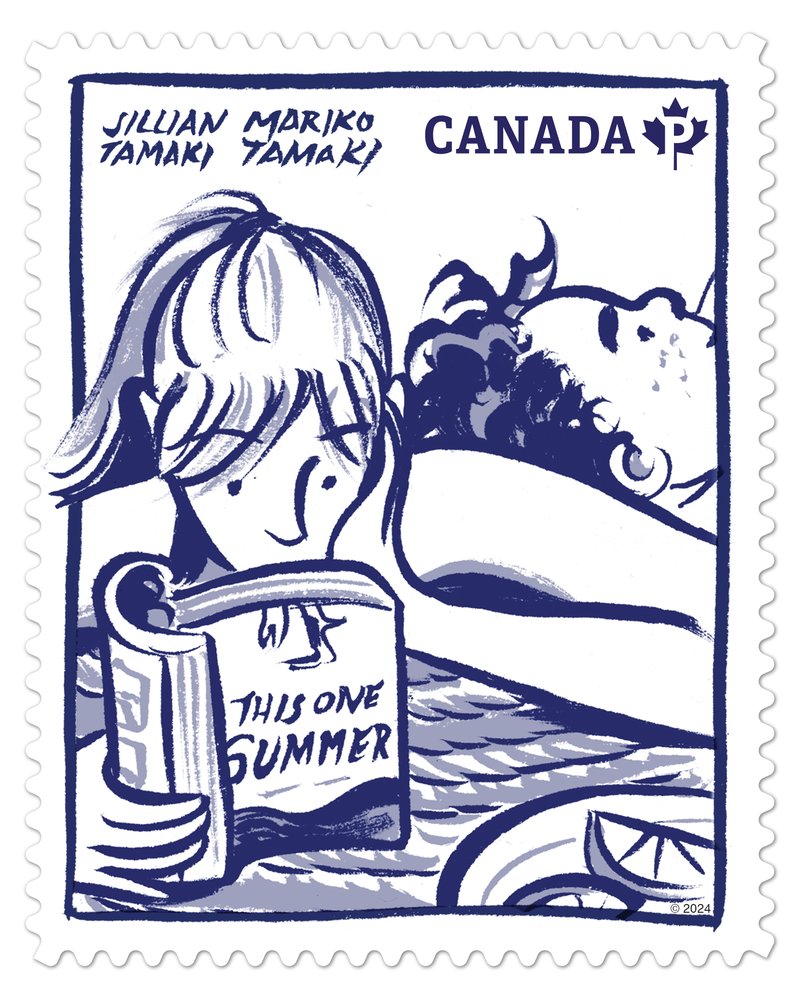 JILLIAN MARIKO
TAMAKI TAMAKI
CANADA P
THIS ONE
SUMMER
© 2024